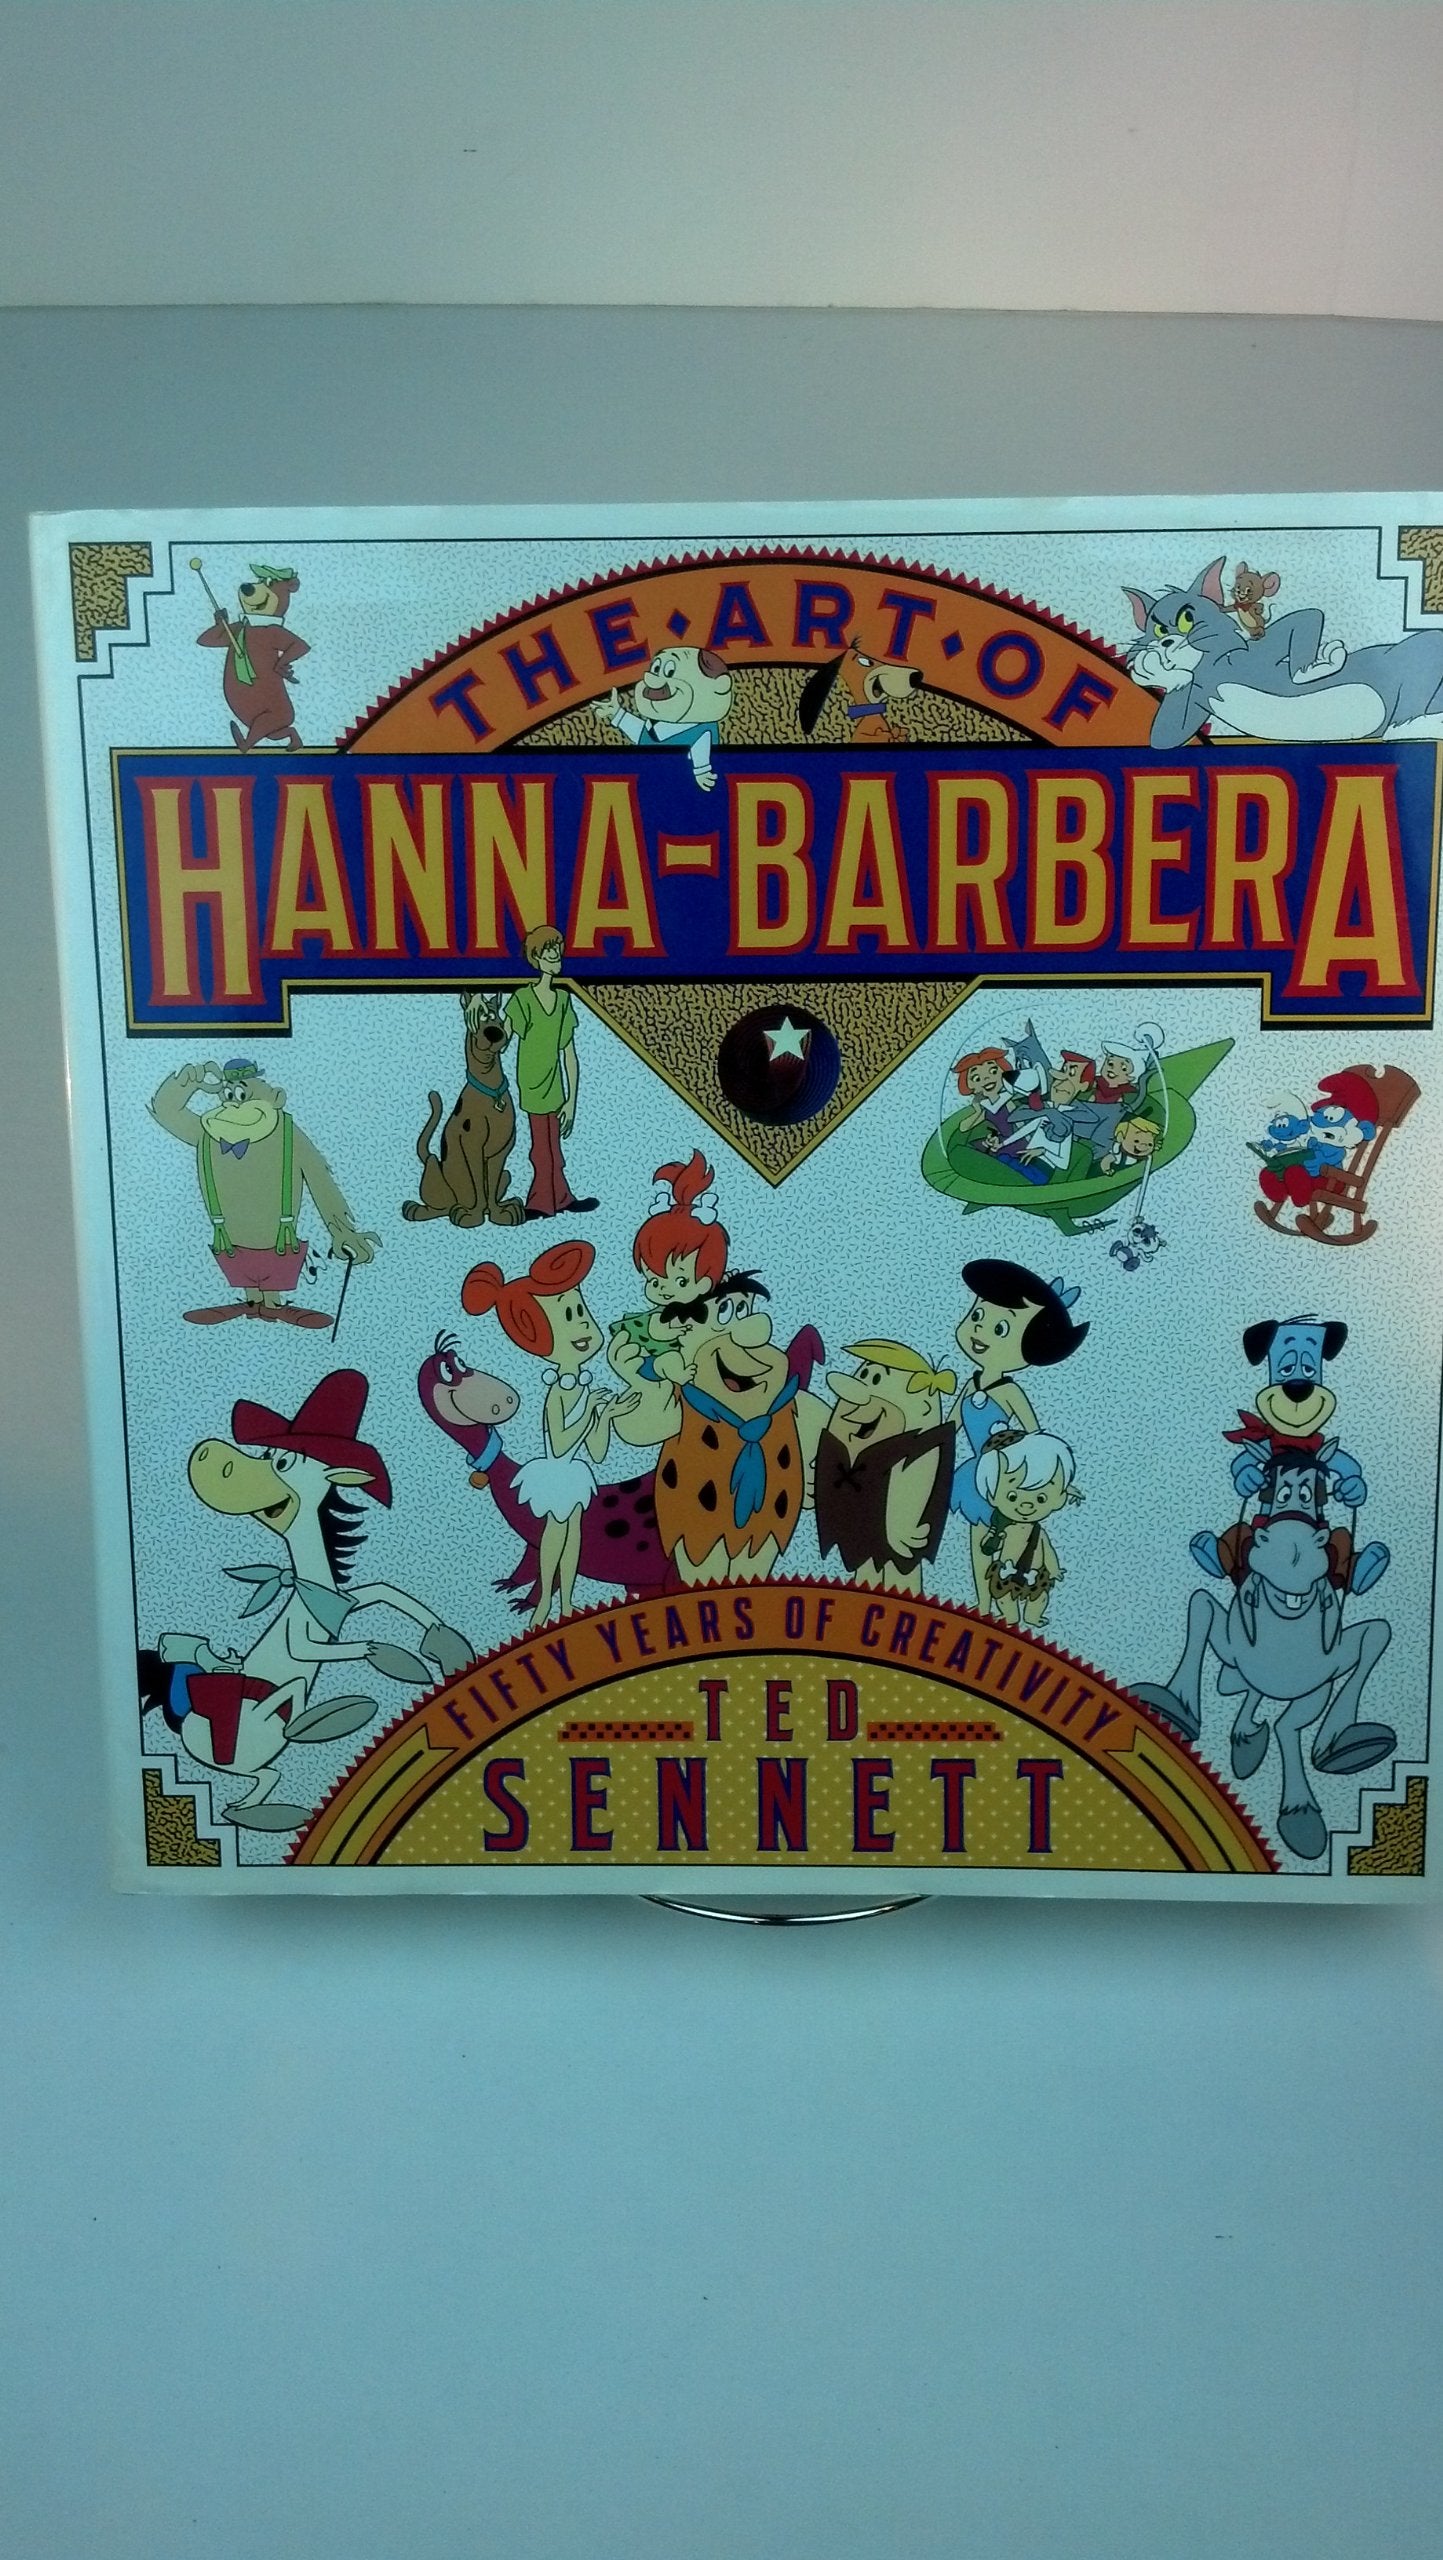 THE ART OF
HANNA-BARBERA
FIFTY YEARS OF CREATIVITY
TED
SENNETT